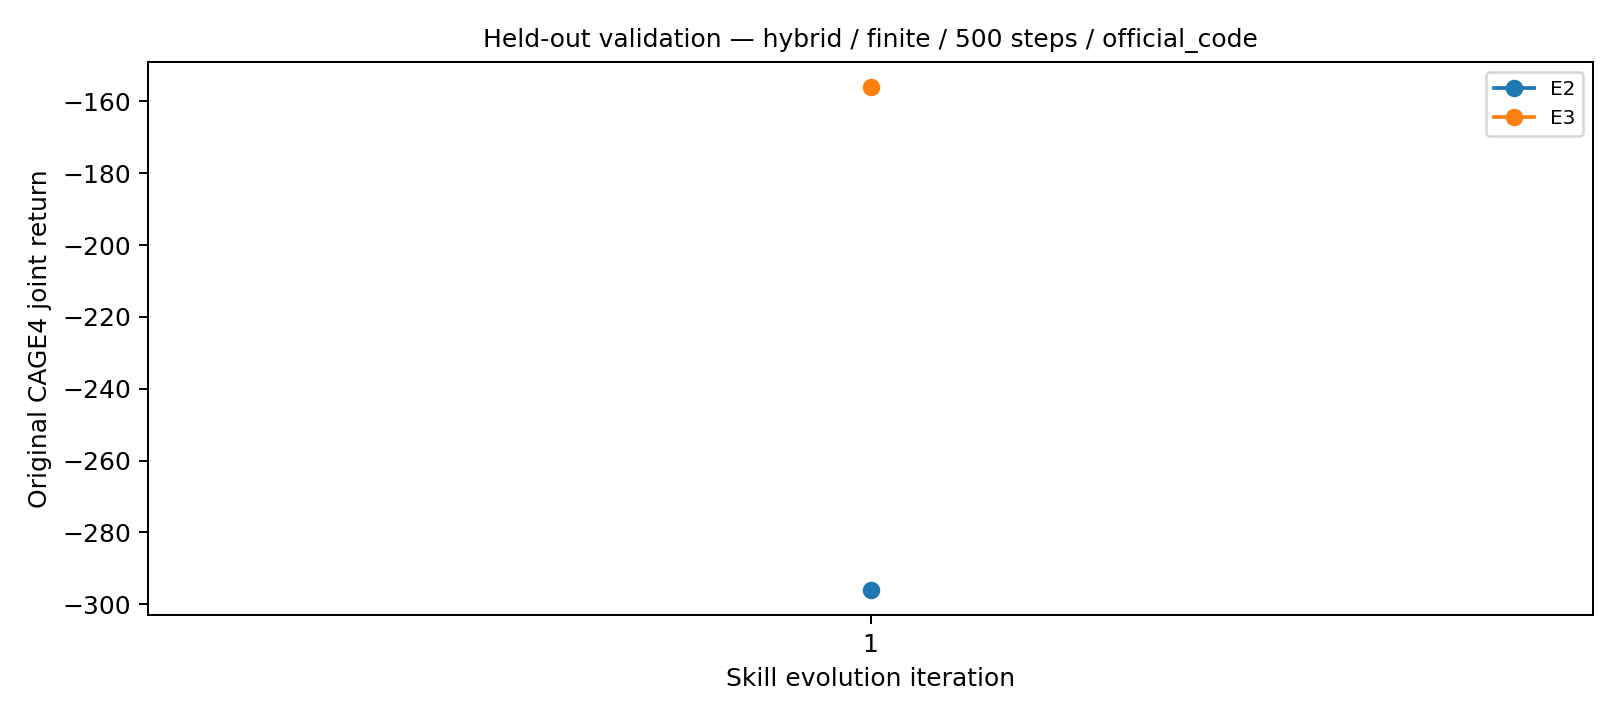 Held-out validation — hybrid / finite / 500 steps / official_code
E2
E3
Original CAGE4 joint return
−160
−180
−200
−220
−240
−260
−280
−300
1
Skill evolution iteration